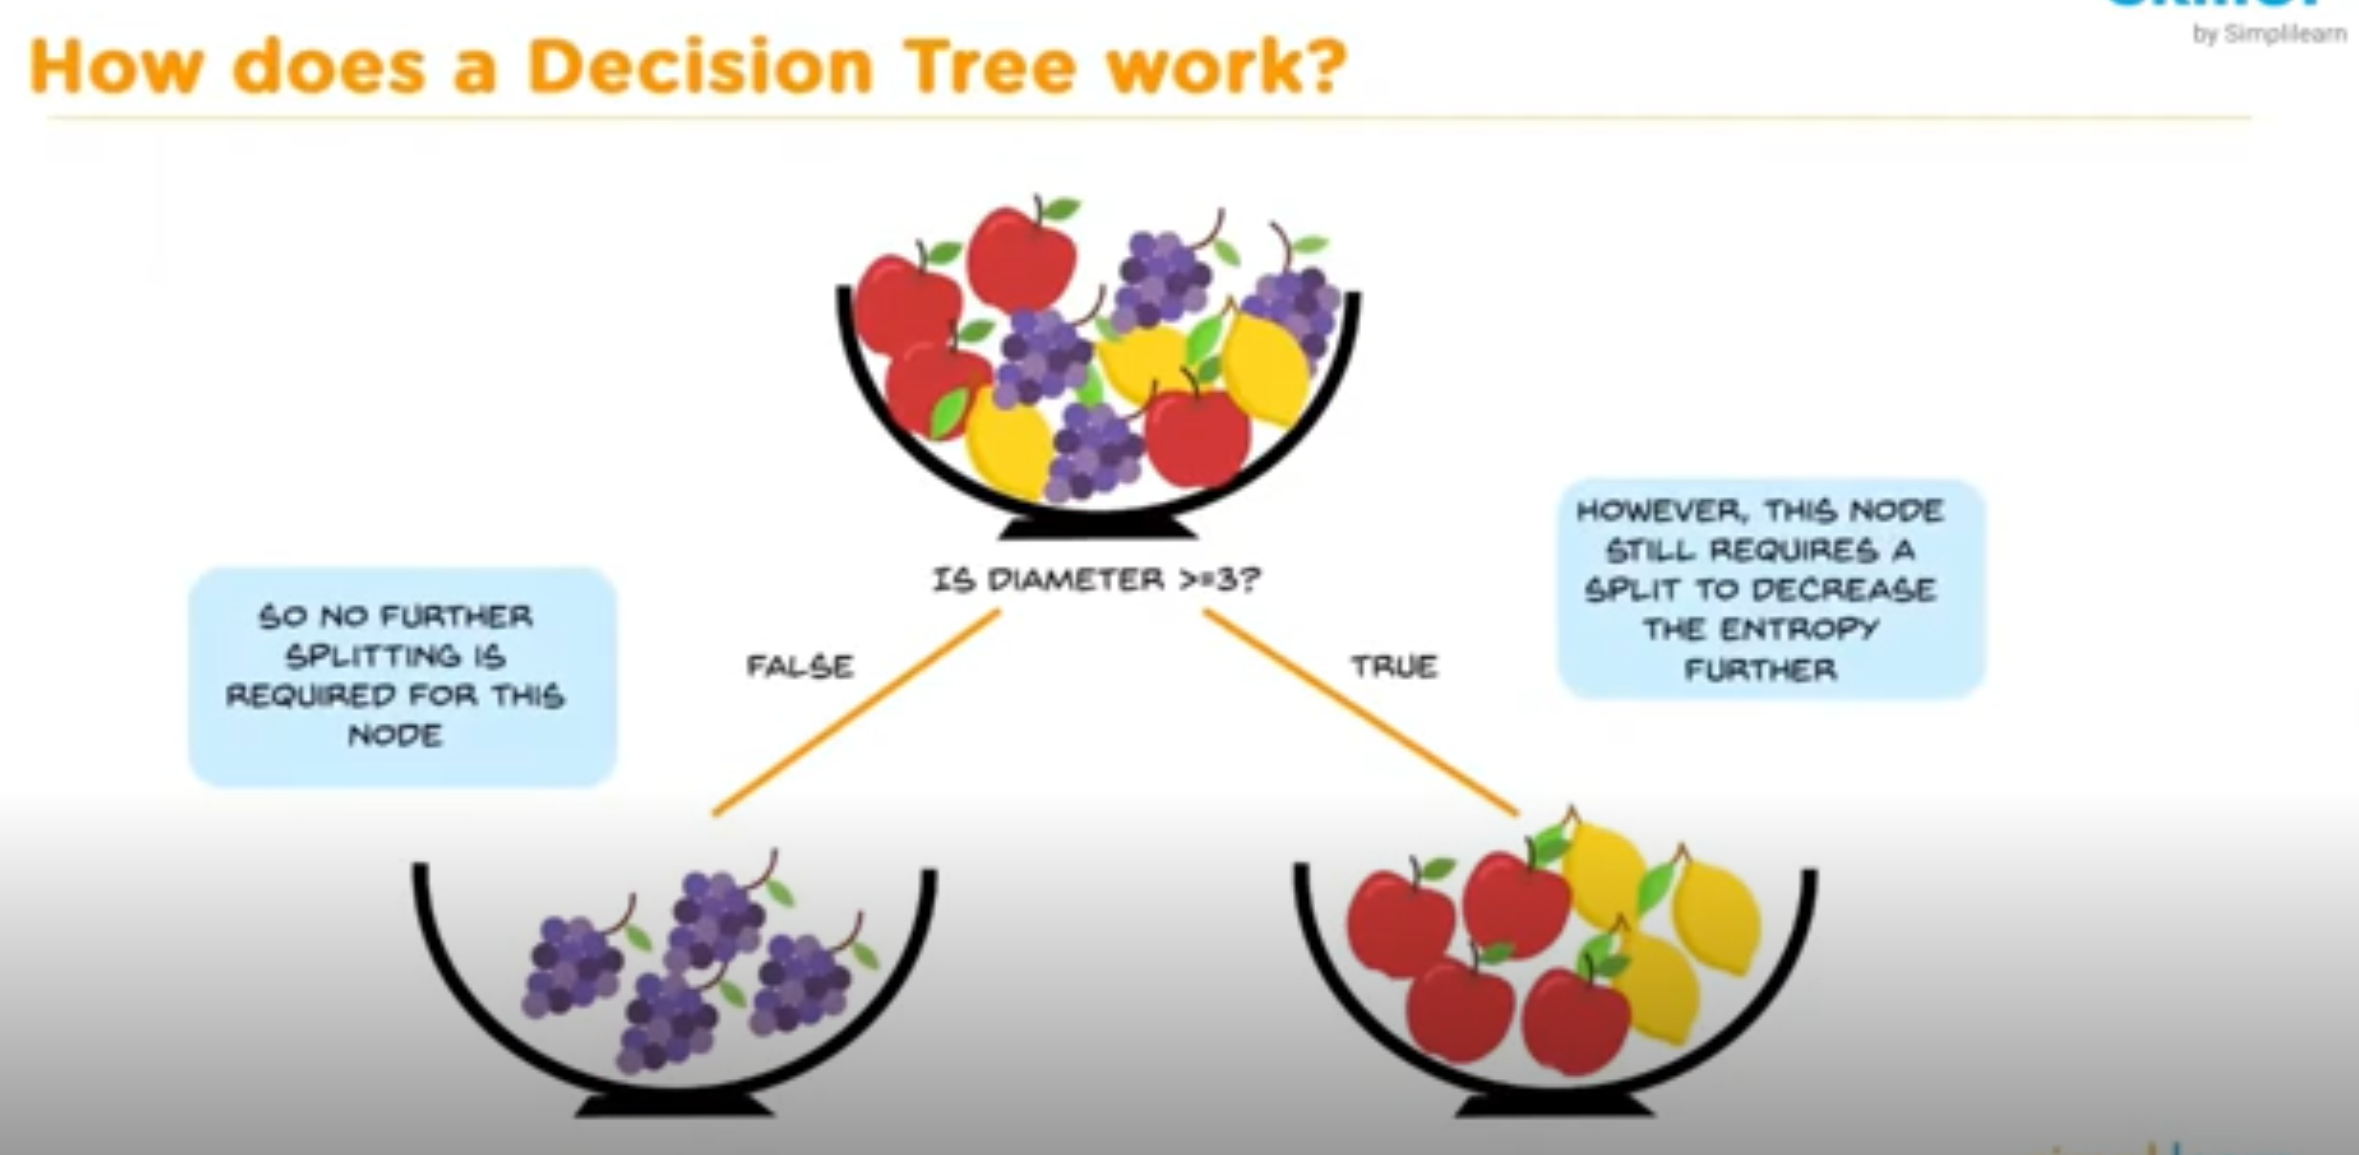 by Simplilearn
How does a Decision Tree work?
IS DIAMETER >=3?
FALSE
TRUE
SO NO FURTHER
SPLITTING IS
REQUIRED FOR THIS
NODE
HOWEVER, THIS NODE
STILL REQUIRES A
SPLIT TO DECREASE
THE ENTROPY
FURTHER